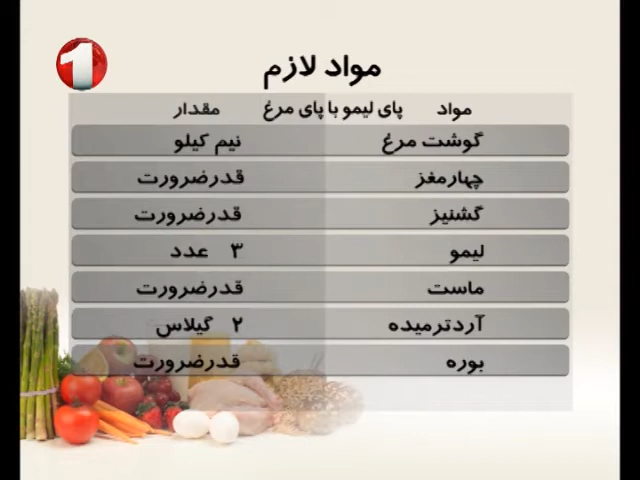 1
مواد لازم
مواد پای لیمو با پای مرغ مقدار
گوشت مرغ نیم کیلو
چهارمغز قدرضرورت
گشنیز قدرضرورت
لیمو ۳ عدد
ماست قدرضرورت
آردترمیده ۲ گیلاس
بوره قدرضرورت